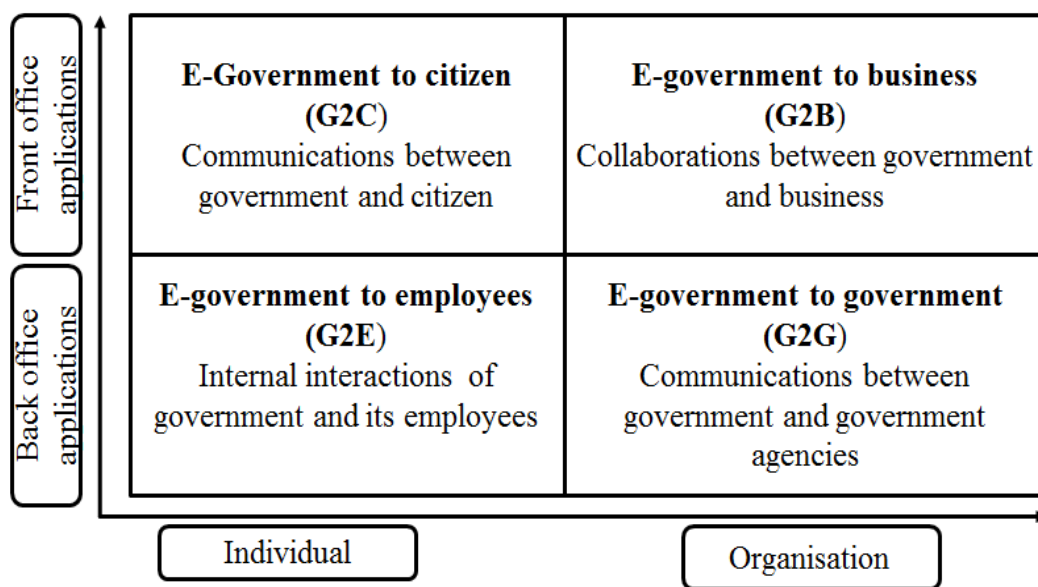 Front office
applications
E-Government to citizen
(G2C)
Communications between
government and citizen
E-government to business
(G2B)
Collaborations between government
and business
Back office
applications
E-government to employees
(G2E)
Internal interactions of
government and its employees
E-government to government
(G2G)
Communications between
government and government
agencies
Individual
Organisation